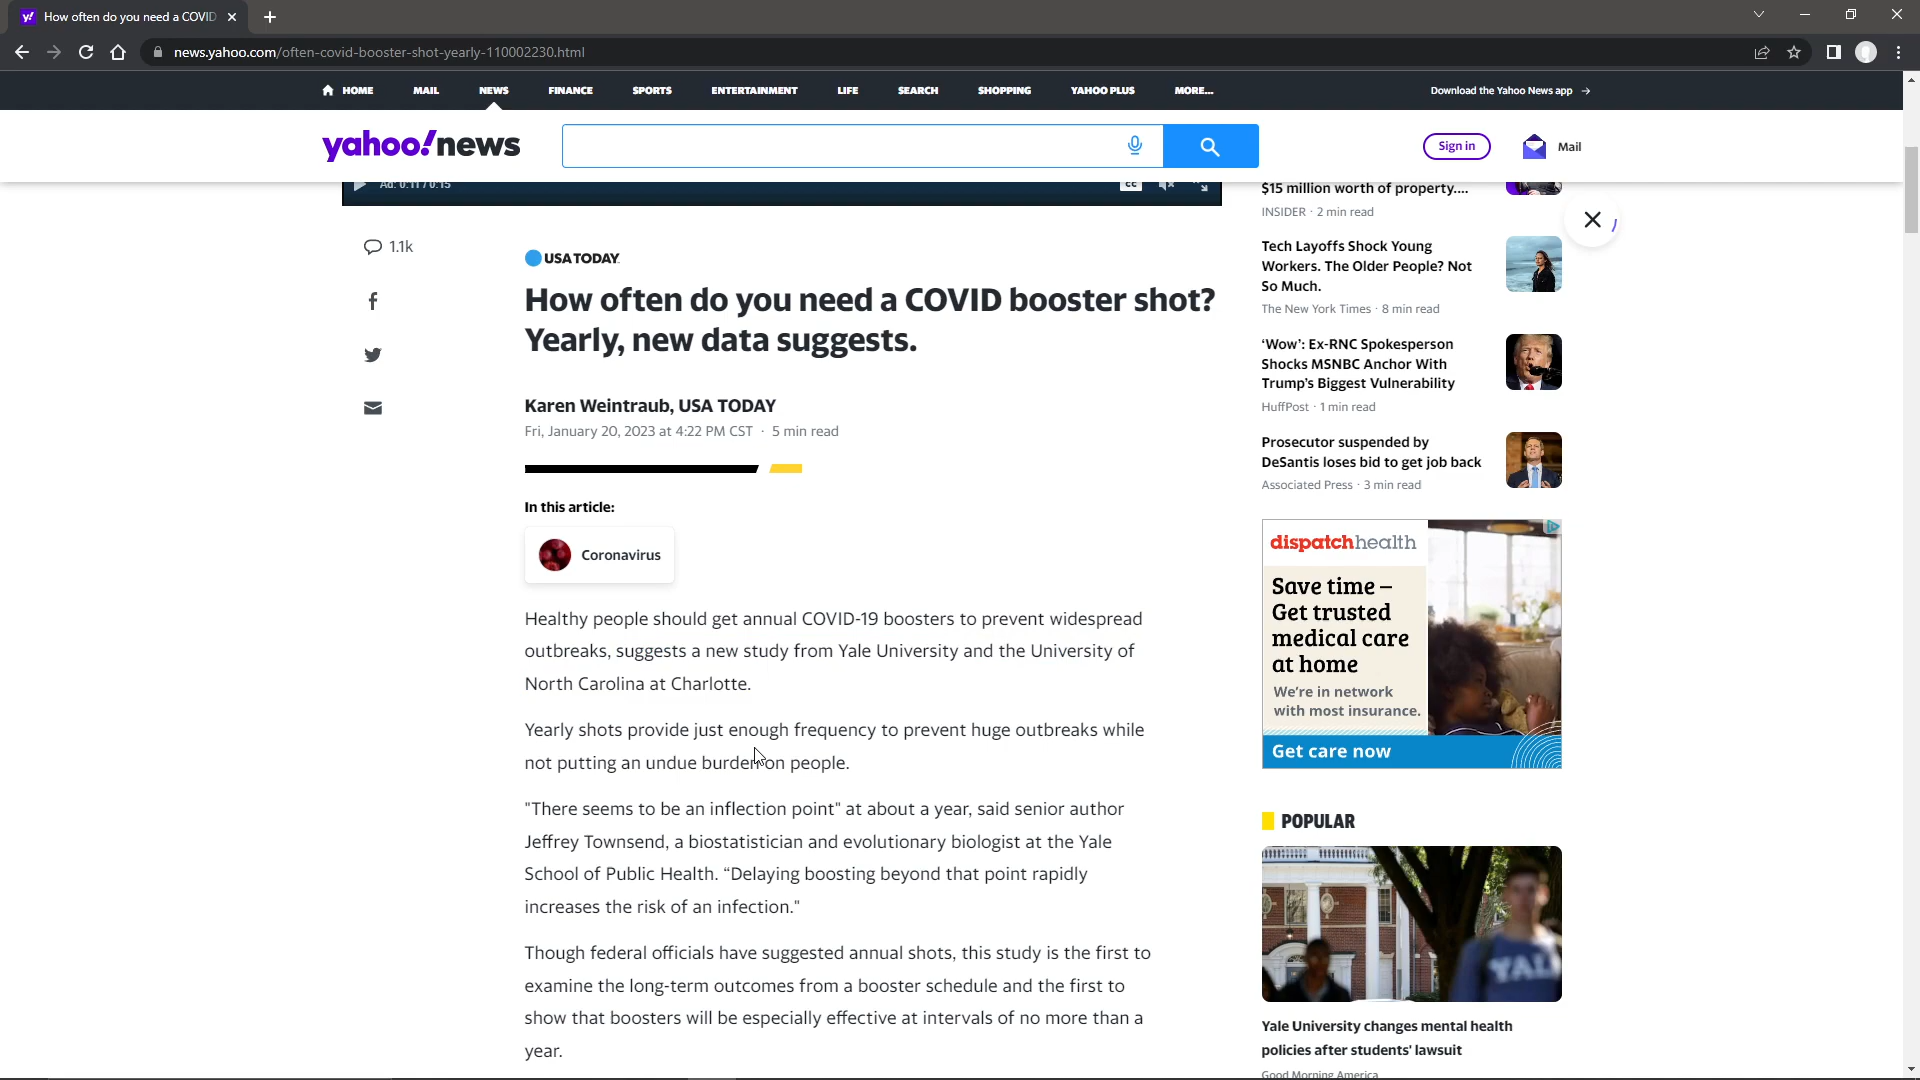 How often do you need a COVID
news.yahoo.com/often-covid-booster-shot-yearly-110002230.html
HOME MAIL NEWS FINANCE SPORTS ENTERTAINMENT LIFE SEARCH SHOPPING YAHOO PLUS MORE... Download the Yahoo News app →
yahoo!news
Sign in
Mail
Ad: 0:11 / 0:15
CC
1.1k
USA TODAY
How often do you need a COVID booster shot?
Yearly, new data suggests.
Karen Weintraub, USA TODAY
Fri, January 20, 2023 at 4:22 PM CST · 5 min read
In this article:
Coronavirus
Healthy people should get annual COVID-19 boosters to prevent widespread
outbreaks, suggests a new study from Yale University and the University of
North Carolina at Charlotte.
Yearly shots provide just enough frequency to prevent huge outbreaks while
not putting an undue burden on people.
"There seems to be an inflection point" at about a year, said senior author
Jeffrey Townsend, a biostatistician and evolutionary biologist at the Yale
School of Public Health. “Delaying boosting beyond that point rapidly
increases the risk of an infection."
Though federal officials have suggested annual shots, this study is the first to
examine the long-term outcomes from a booster schedule and the first to
show that boosters will be especially effective at intervals of no more than a
year.
$15 million worth of property....
INSIDER · 2 min read
Tech Layoffs Shock Young
Workers. The Older People? Not
So Much.
The New York Times · 8 min read
‘Wow’: Ex-RNC Spokesperson
Shocks MSNBC Anchor With
Trump’s Biggest Vulnerability
HuffPost · 1 min read
Prosecutor suspended by
DeSantis loses bid to get job back
Associated Press · 3 min read
dispatchhealth
Save time –
Get trusted
medical care
at home
We're in network
with most insurance.
Get care now
POPULAR
YALE
Yale University changes mental health
policies after students' lawsuit
Good Morning America